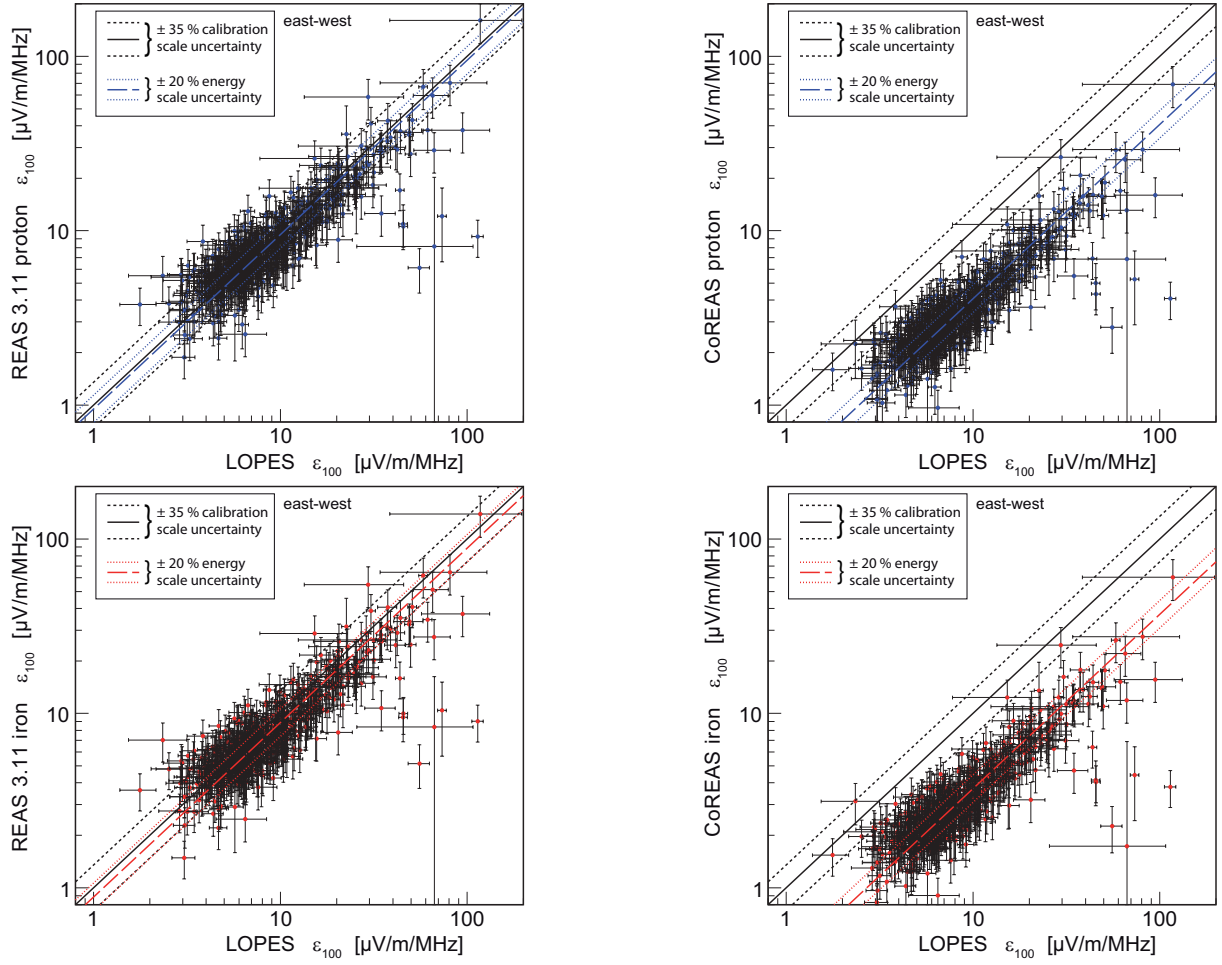 ± 35 % calibration
scale uncertainty
± 20 % energy
scale uncertainty
east-west
REAS 3.11 proton ε100 [µV/m/MHz]
100
10
1
1 10 100
LOPES ε100 [µV/m/MHz]
± 35 % calibration
scale uncertainty
± 20 % energy
scale uncertainty
east-west
CoREAS proton ε100 [µV/m/MHz]
100
10
1
1 10 100
LOPES ε100 [µV/m/MHz]
± 35 % calibration
scale uncertainty
± 20 % energy
scale uncertainty
east-west
REAS 3.11 iron ε100 [µV/m/MHz]
100
10
1
1 10 100
LOPES ε100 [µV/m/MHz]
± 35 % calibration
scale uncertainty
± 20 % energy
scale uncertainty
east-west
CoREAS iron ε100 [µV/m/MHz]
100
10
1
1 10 100
LOPES ε100 [µV/m/MHz]